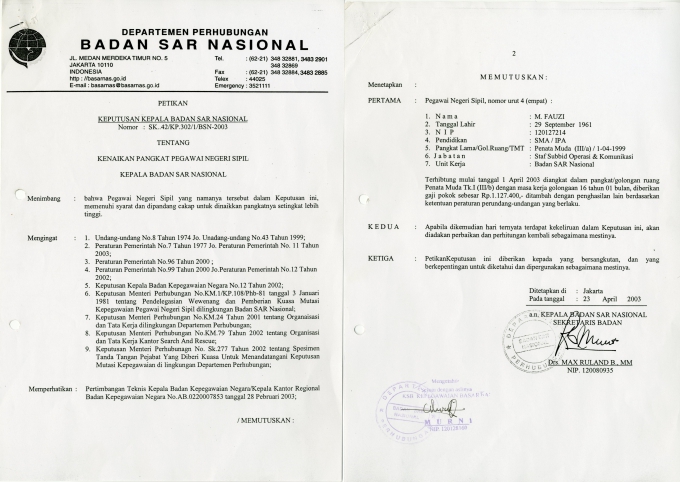 DEPARTEMEN PERHUBUNGAN
BADAN SAR NASIONAL
JL. MEDAN MERDEKA TIMUR NO. 5
JAKARTA 10110
INDONESIA
http : //basarnas.go.id
E-mail : basarnas@basarnas.go.id
Tel. : (62-21) 348 32881, 3483 2901
348 32869
Fax : (62-21) 348 32884, 3483 2885
Telex : 44025
Emergency : 3521111
PETIKAN
KEPUTUSAN KEPALA BADAN SAR NASIONAL
Nomor : SK. 42/KP.302/1/BSN-2003
TENTANG
KENAIKAN PANGKAT PEGAWAI NEGERI SIPIL
KEPALA BADAN SAR NASIONAL
Menimbang : bahwa Pegawai Negeri Sipil yang namanya tersebut dalam Keputusan ini,
memenuhi syarat dan dipandang cakap untuk dinaikkan pangkatnya setingkat lebih
tinggi.
Mengingat : 1. Undang-undang No.8 Tahun 1974 Jo. Unadang-undang No.43 Tahun 1999;
2. Peraturan Pemerintah No.7 Tahun 1977 Jo. Peraturan Pemerintah No. 11 Tahun
2003;
3. Peraturan Pemerintah No.96 Tahun 2000 ;
4. Peraturan Pemerintah No.99 Tahun 2000 Jo.Peraturan Pemerintah No.12 Tahun
2002;
5. Keputusan Kepala Badan Kepegawaian Negara No.12 Tahun 2002;
6. Keputusan Menteri Perhubungan No.KM.1/KP.108/Phb-81 tanggal 3 Januari
1981 tentang Pendelegasian Wewenang dan Pemberian Kuasa Mutasi
Kepegawaian Pegawai Negeri Sipil dilingkungan Badan SAR Nasional;
7. Keputusan Menteri Perhubungan No.KM.24 Tahun 2001 tentang Organaisasi
dan Tata Kerja dilingkungan Departemen Perhubungan;
8. Keputusan Menteri Perhubungan No.KM.79 Tahun 2002 tentang Organisasi
dan Tata Kerja Kantor Search And Rescue;
9. Keputusan Menteri Perhubunagn No. Sk.277 Tahun 2002 tentang Spesimen
Tanda Tangan Pejabat Yang Diberi Kuasa Untuk Menandatangani Keputusan
Mutasi Kepegawaian di lingkungan Departemen Perhubungan;
Memperhatikan : Pertimbangan Teknis Kepala Badan Kepegawaian Negara/Kepala Kantor Regional
Badan Kepegawaian Negara No.AB.0220007853 tanggal 28 Pebruari 2003;
/ MEMUTUSKAN :
2
MEMUTUSKAN :
Menetapkan :
PERTAMA : Pegawai Negeri Sipil, nomor urut 4 (empat) :
1. N a m a : M. FAUZI
2. Tanggal Lahir : 29 September 1961
3. N I P : 120127214
4. Pendidikan : SMA / IPA
5. Pangkat Lama/Gol.Ruang/TMT : Penata Muda (III/a) / 1-04-1999
6. J a b a t a n : Staf Subbid Operasi & Komunikasi
7. Unit Kerja : Badan SAR Nasional
Terhitung mulai tanggal 1 April 2003 diangkat dalam pangkat/golongan ruang
Penata Muda Tk.I (III/b) dengan masa kerja golongaan 16 tahun 01 bulan, diberikan
gaji pokok sebesar Rp.1.127.400,- ditambah dengan penghasilan lain berdasarkan
ketentuan peraturan perundang-undangan yang berlaku.
K E D U A : Apabila dikemudian hari ternyata terdapat kekeliruan dalam Keputusan ini, akan
diadakan perbaikan dan perhitungan kembali sebagaimana mestinya.
KETIGA : PetikanKeputusan ini diberikan kepada yang bersangkutan, dan yang
berkepentingan untuk diketahui dan dipergunakan sebagaimana mestinya.
Ditetapkan di : Jakarta
Pada tanggal : 23 April 2003
a.n. KEPALA BADAN SAR NASIONAL
SEKRETARIS BADAN
Drs. MAX RULAND B., MM
NIP. 120080935
Mengetahui
M U R N I